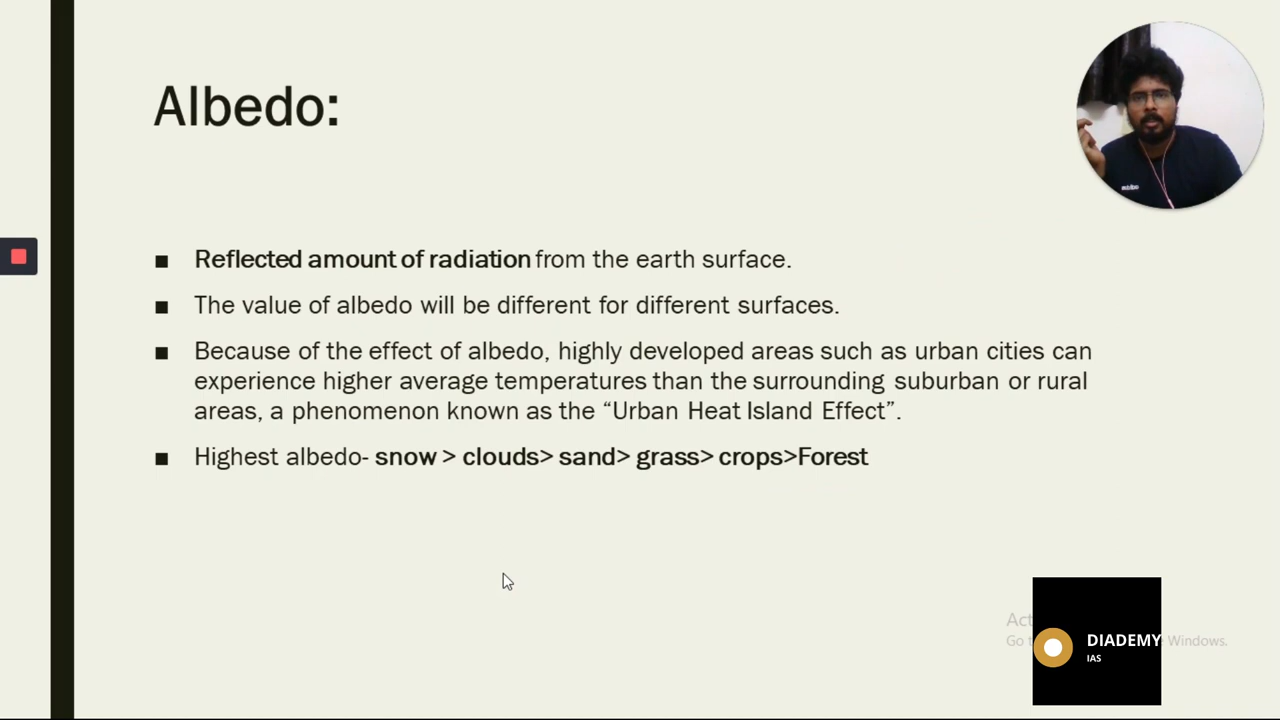 Albedo:
Reflected amount of radiation from the earth surface.
The value of albedo will be different for different surfaces.
Because of the effect of albedo, highly developed areas such as urban cities can
experience higher average temperatures than the surrounding suburban or rural
areas, a phenomenon known as the “Urban Heat Island Effect”.
Highest albedo- snow > clouds> sand> grass> crops>Forest
DIADEMY
IAS
Windows.